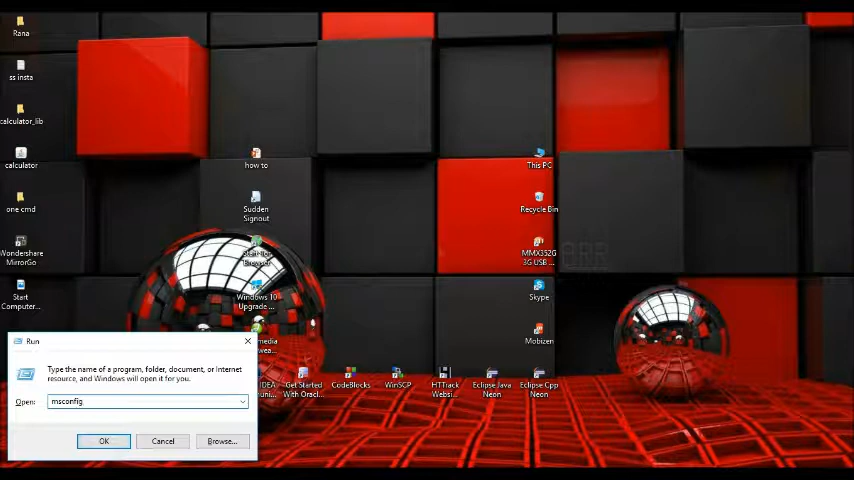 Rana
ss insta
calculator_lib
calculator
one cmd
Wondershare
MirrorGo
Start
Computer...
how to
Sudden
Signout
Browser
Windows 10
Upgrade ...
This PC
Recycle Bin
MMX352G
3G USB ...
Skype
Mobizen
Get Started
With Oracl...
CodeBlocks
WinSCP
HTTrack
Websi...
Eclipse Java
Neon
Eclipse Cpp
Neon
Run
Type the name of a program, folder, document, or Internet
resource, and Windows will open it for you.
Open:
msconfig
OK
Cancel
Browse...